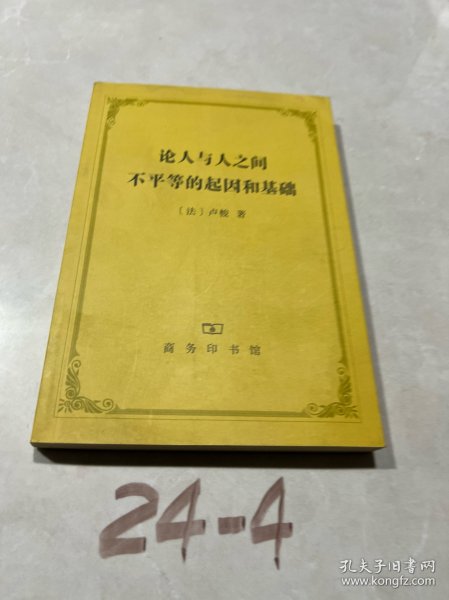 论人与人之间
不平等的起因和基础
〔法〕卢梭 著
商务印书馆
24-4
孔夫子旧书网
www.kongfz.com